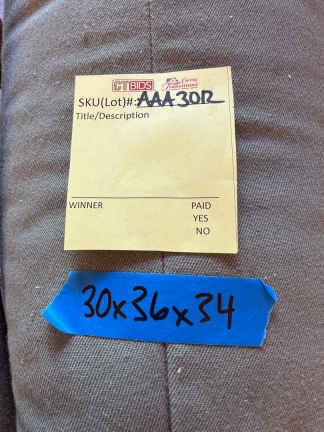 BIDS
SKU(Lot)#: AAA30R
Title/Description
WINNER PAID
YES
NO
30x36x34